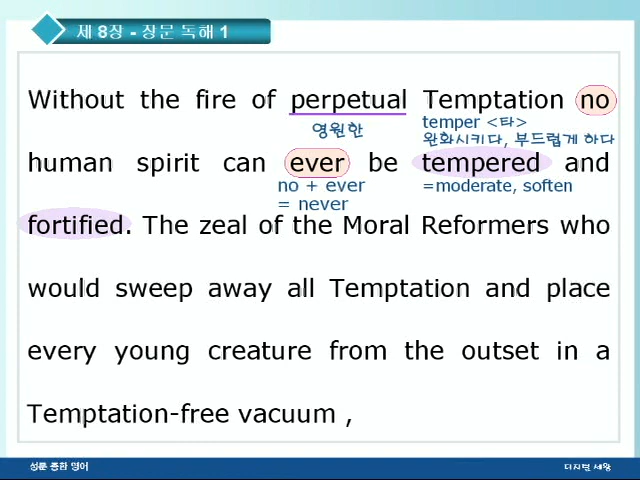 제 8장 - 장문 독해 1
Without the fire of perpetual Temptation no
영원한
temper <타>
완화시키다, 부드럽게 하다
human spirit can ever be tempered and
no + ever
= never
=moderate, soften
fortified. The zeal of the Moral Reformers who
would sweep away all Temptation and place
every young creature from the outset in a
Temptation-free vacuum ,
성문 종합 영어
디지털 세왕